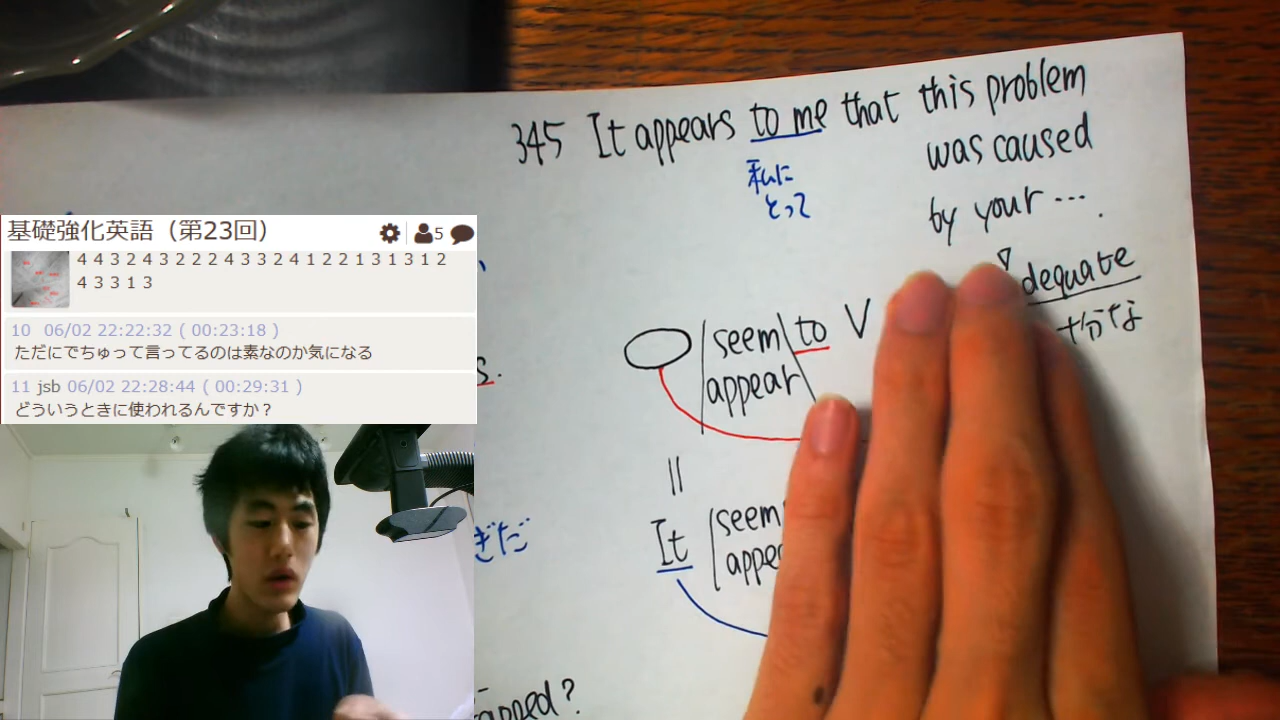 345 It appears to me that this problem
was caused
by your ….
私に
とって
基礎強化英語（第23回）
5
4 4 3 2 4 3 2 2 2 4 3 3 2 4 1 2 2 1 3 1 3 1 2
4 3 3 1 3
10 06/02 22:22:32 ( 00:23:18 )
ただにでちゅって言ってるのは素なのか気になる
11 jsb 06/02 22:28:44 ( 00:29:31 )
どういうときに使われるんですか？
dequate
十分な
seem to V
appear
s.
It seem
appe
ぎだ
apped?